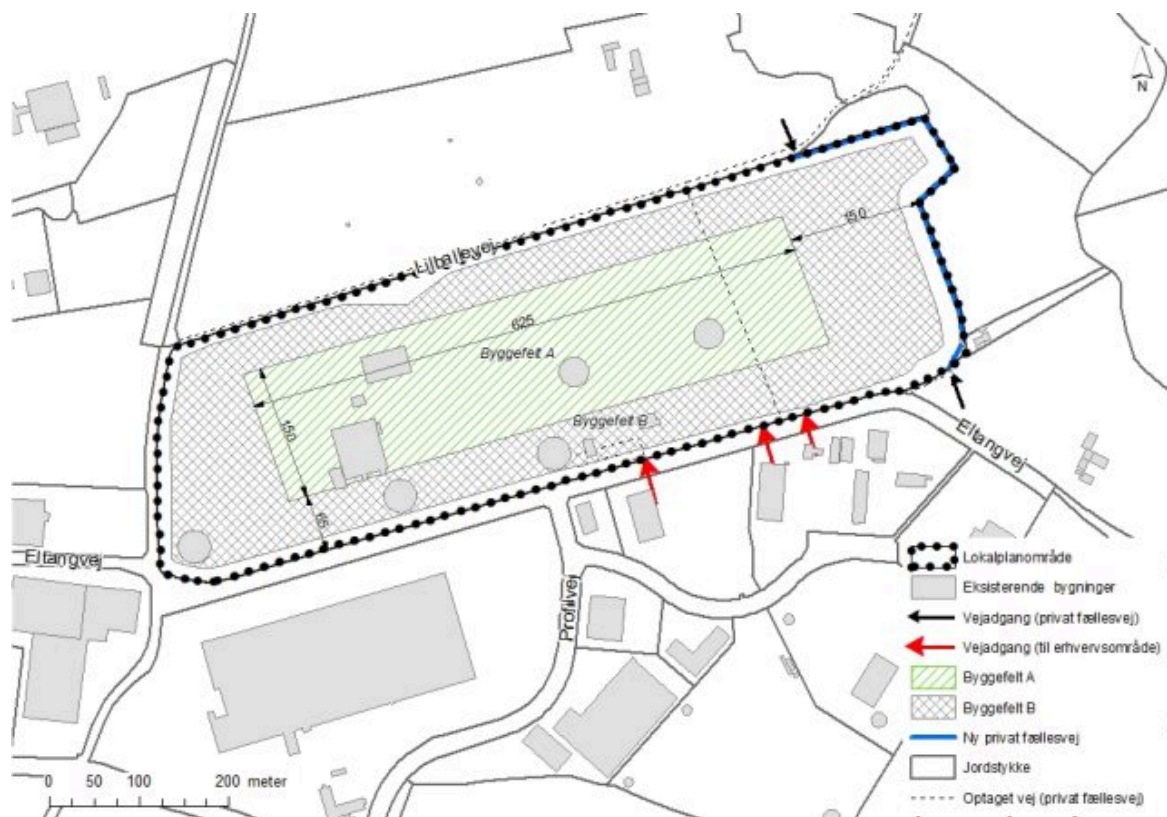 N
Lilballevej
150
625
Byggefelt A
150
Byggefelt B
65
Eltangvej
Eltangvej
Profilvej
Lokalplanområde
Eksisterende bygninger
Vejadgang (privat fællesvej)
Vejadgang (til erhvervsområde)
Byggefelt A
Byggefelt B
Ny privat fællesvej
Jordstykke
Optaget vej (privat fællesvej)
0 50 100 200 meter